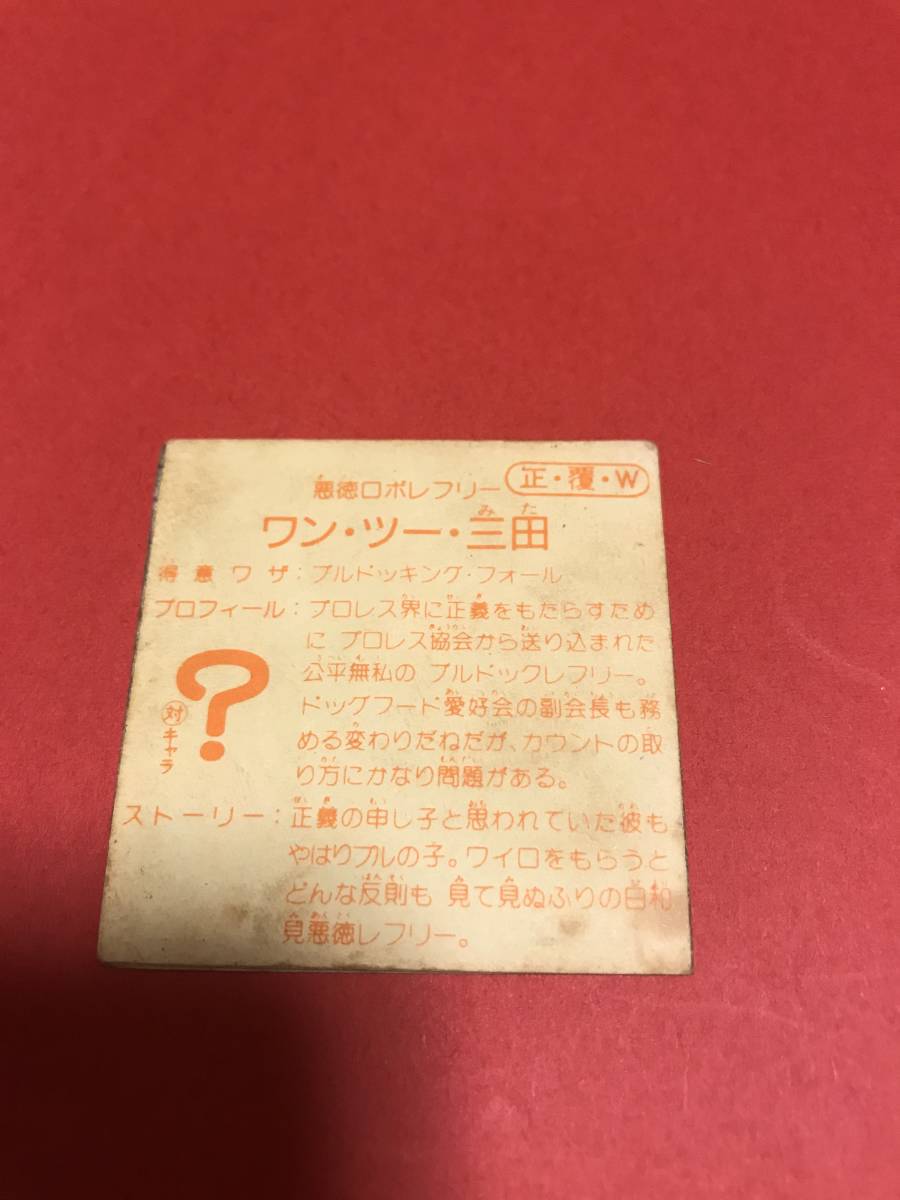 正・覆・W
悪徳ロボレフリー
ワン・ツー・三田
みた
得意ワザ：ブルドッキング・フォール
プロフィール：プロレス界に正義をもたらすため
に プロレス協会から送り込まれた
公平無私の ブルドックレフリー。
ドッグフード愛好会の副会長も務
める変わりだねだが、カウントの取
り方にかなり問題がある。
?
対キャラ
ストーリー：正義の申し子と思われていた彼も
やはりブルの子。ワイロをもらうと
どんな反則も 見て見ぬふりの日和
見悪徳レフリー。